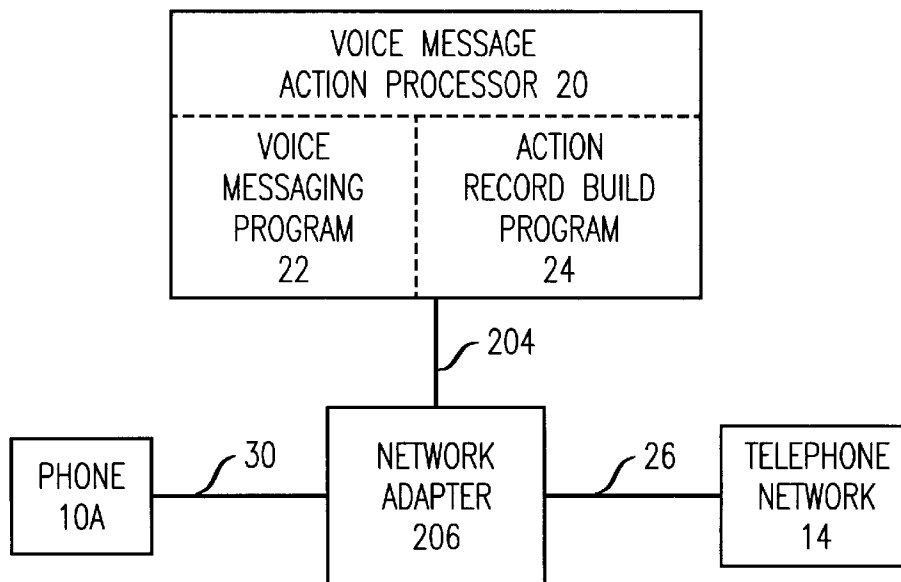 VOICE MESSAGE
ACTION PROCESSOR 20
VOICE
MESSAGING
PROGRAM
22
ACTION
RECORD BUILD
PROGRAM
24
204
PHONE
10A
30
NETWORK
ADAPTER
206
26
TELEPHONE
NETWORK
14